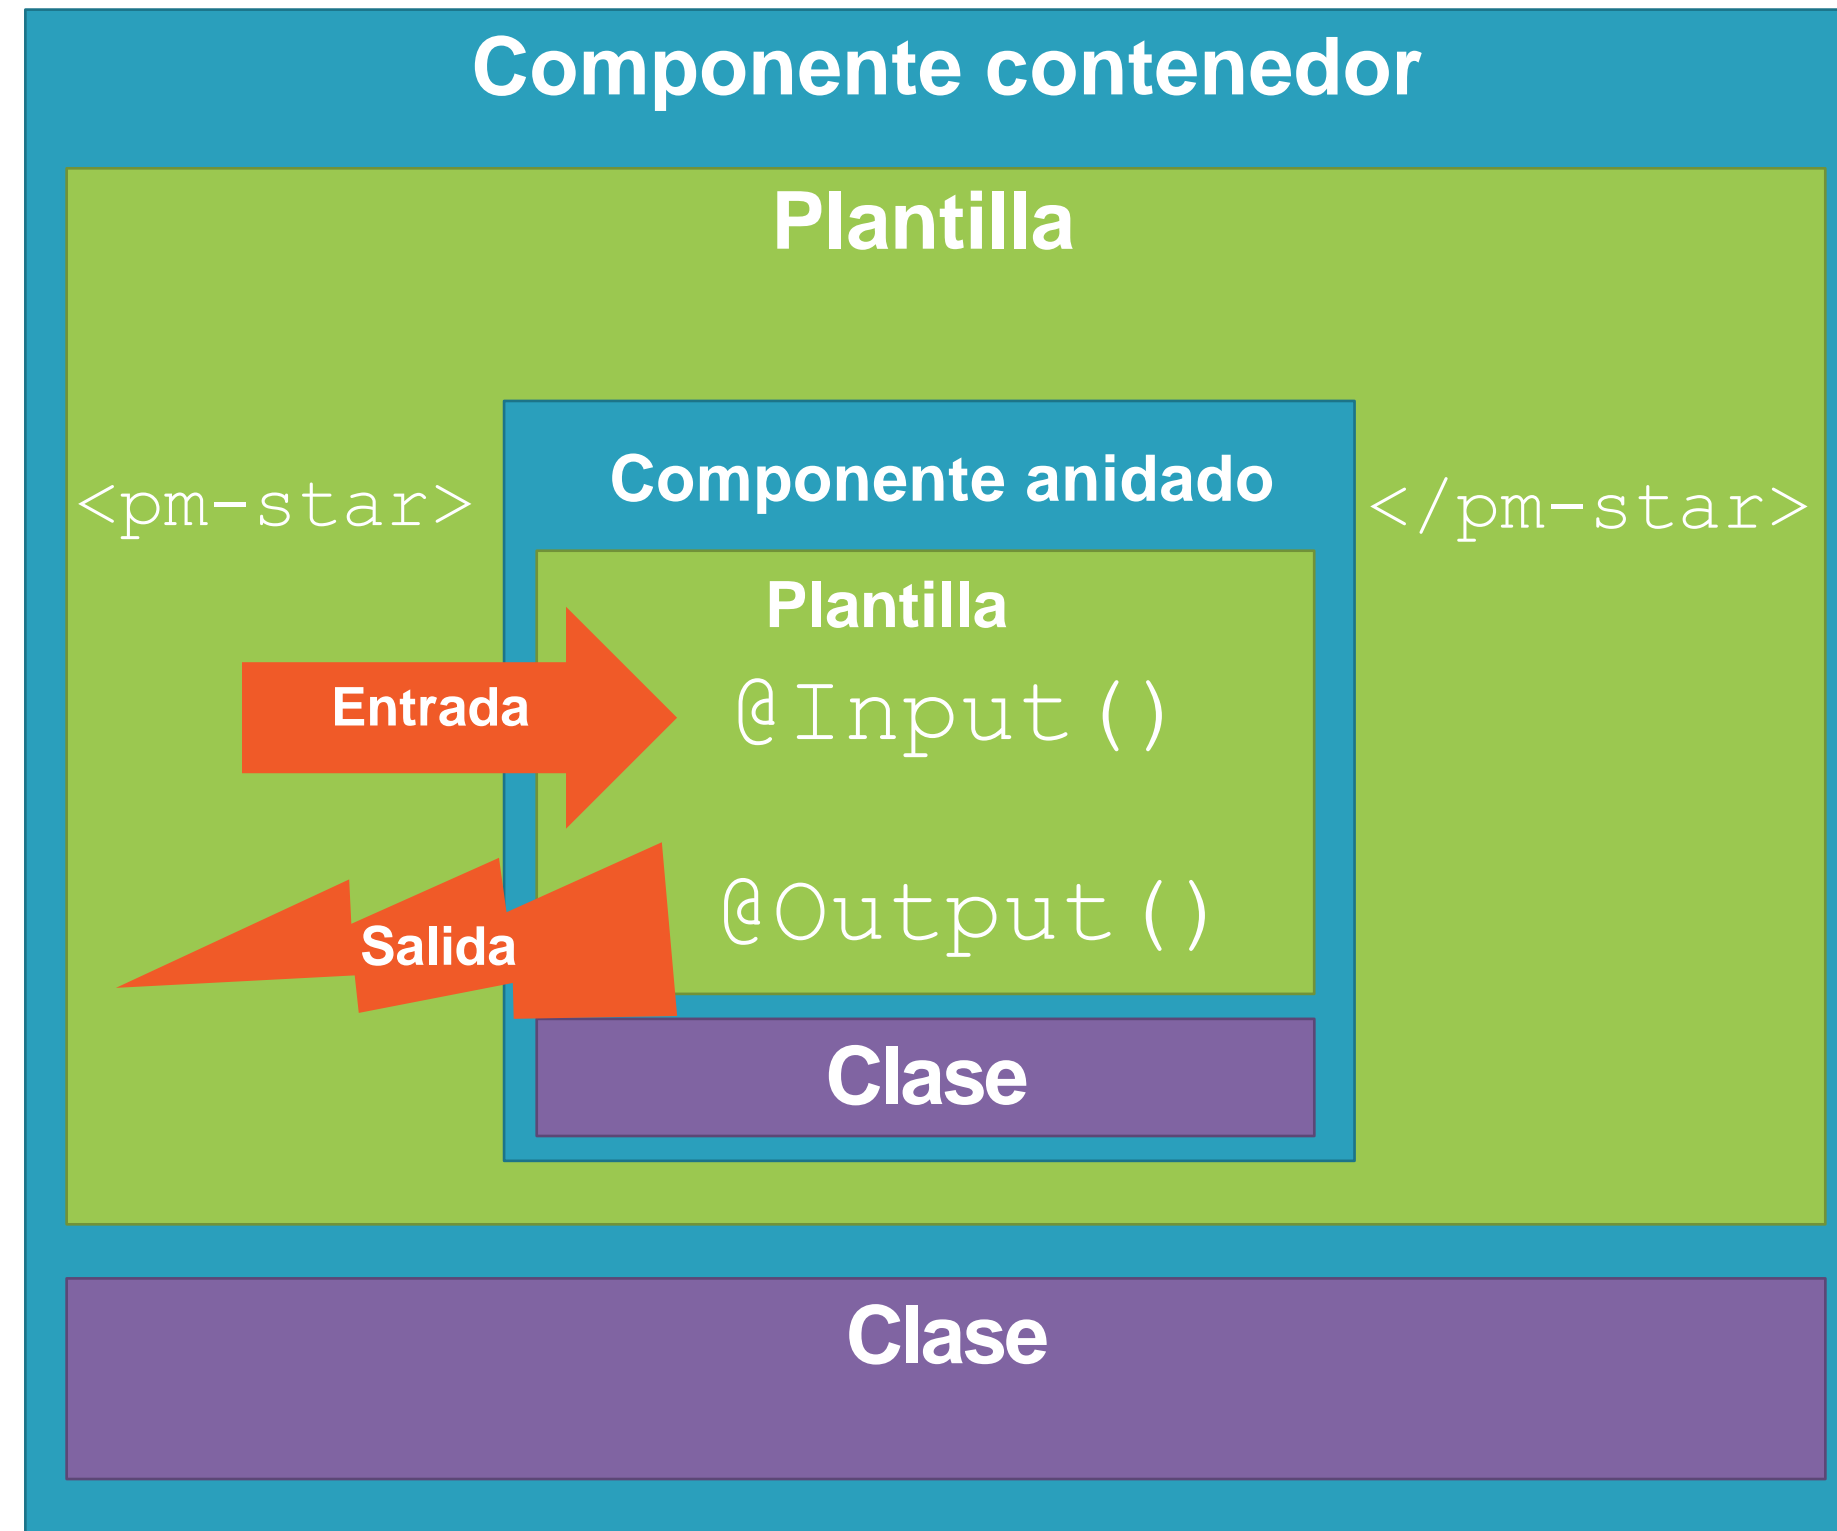 Componente contenedor
Plantilla
<pm-star>
Componente anidado
</pm-star>
Plantilla
Entrada
@Input()
Salida
@Output()
Clase
Clase